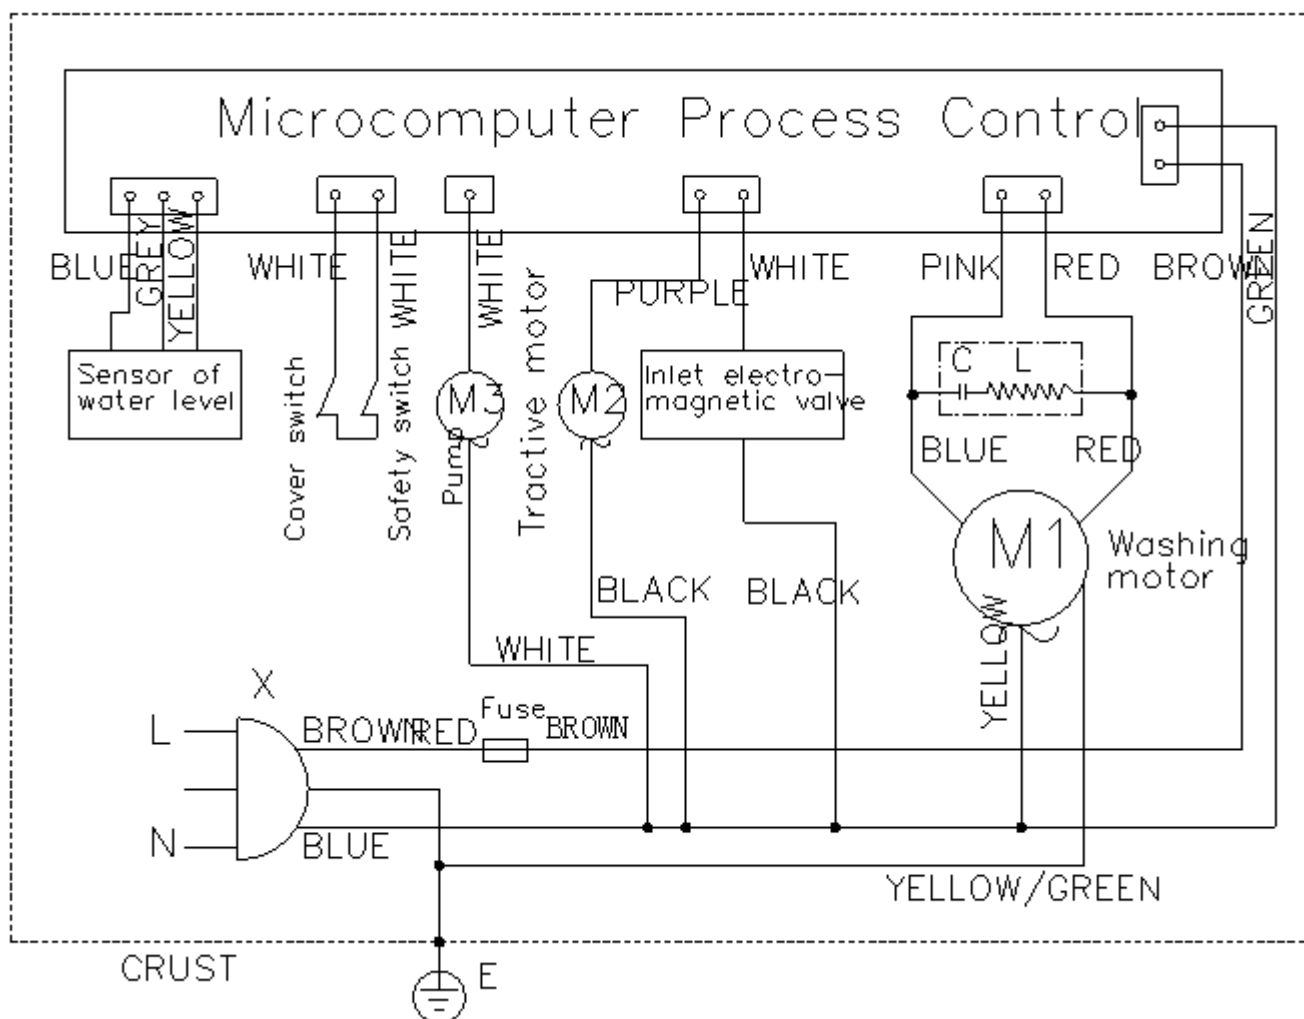 Microcomputer Process Control
BLUE
GREY
YELLOW
WHITE
WHITE
WHITE
PURPLE
WHITE
PINK
RED
BROWN
GREEN
Sensor of
water level
Cover switch
Safety switch
M3
Pump
Tractive motor
M2
Inlet electro-
magnetic valve
C L
BLUE
RED
M1
Washing
motor
BLACK
BLACK
YELLOW
WHITE
X
L
BROWN
RED
Fuse
BROWN
N
BLUE
YELLOW/GREEN
CRUST
E